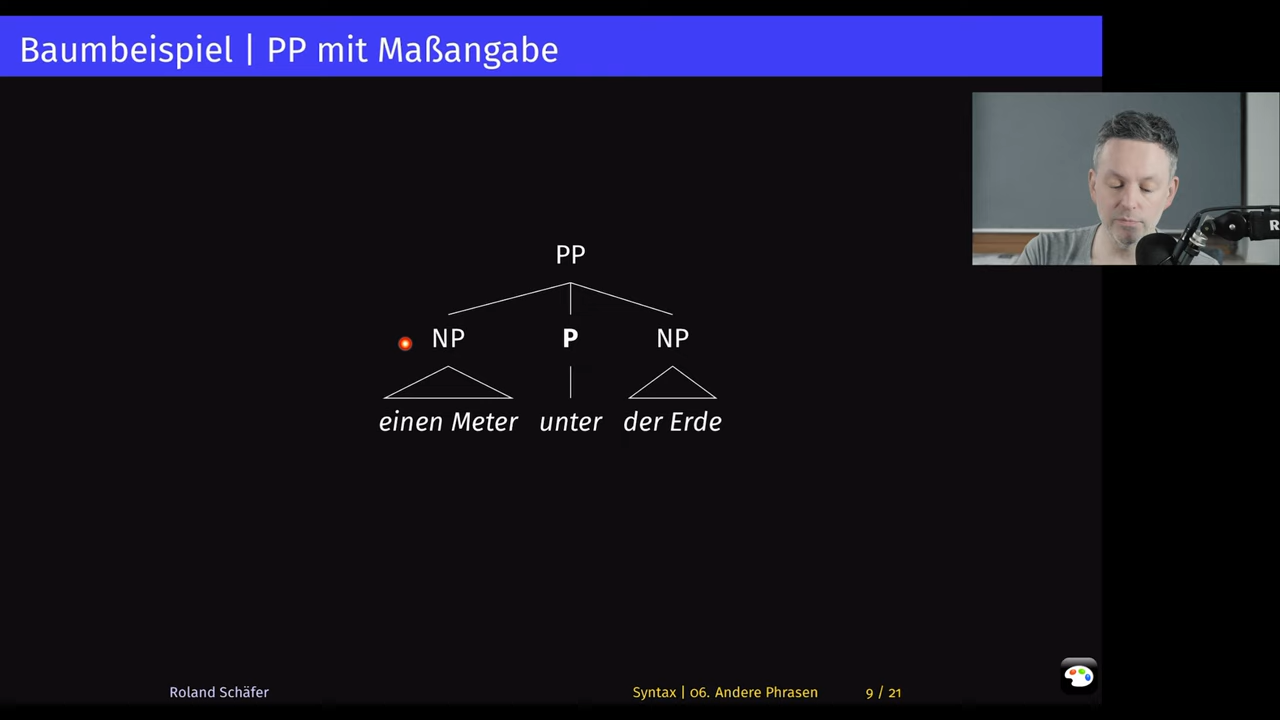 Baumbeispiel | PP mit Maßangabe
PP
NP P NP
einen Meter unter der Erde
R
Roland Schäfer Syntax | 06. Andere Phrasen 9 / 21